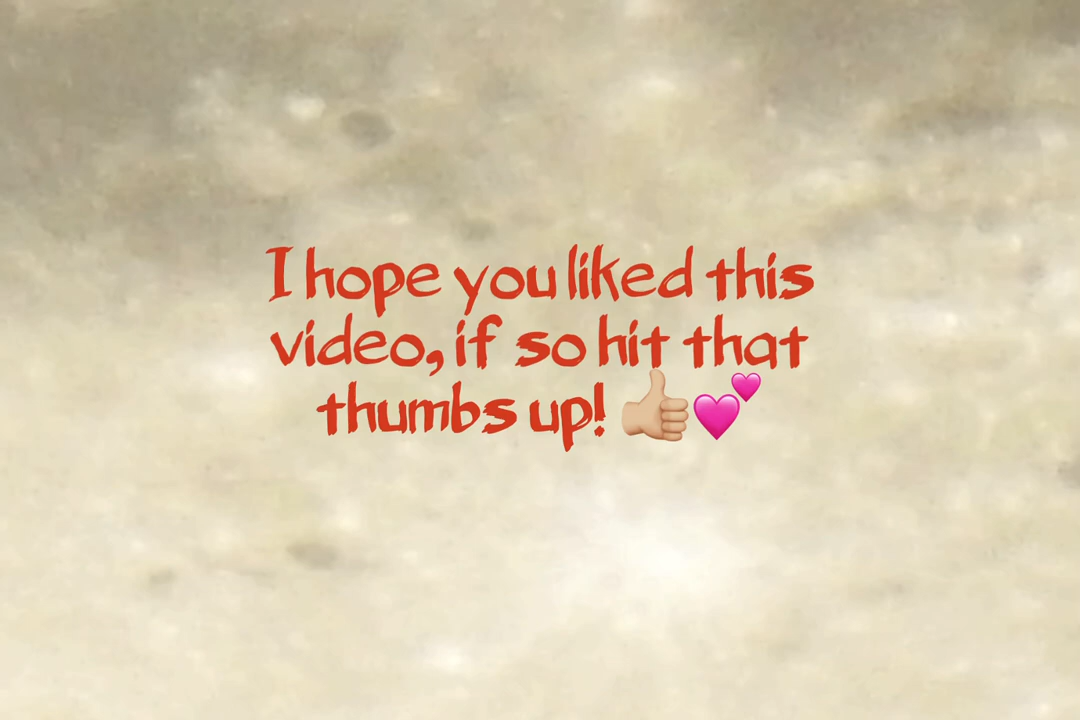 I hope you liked this
video, if so hit that
thumbs up! 👍🏼💕